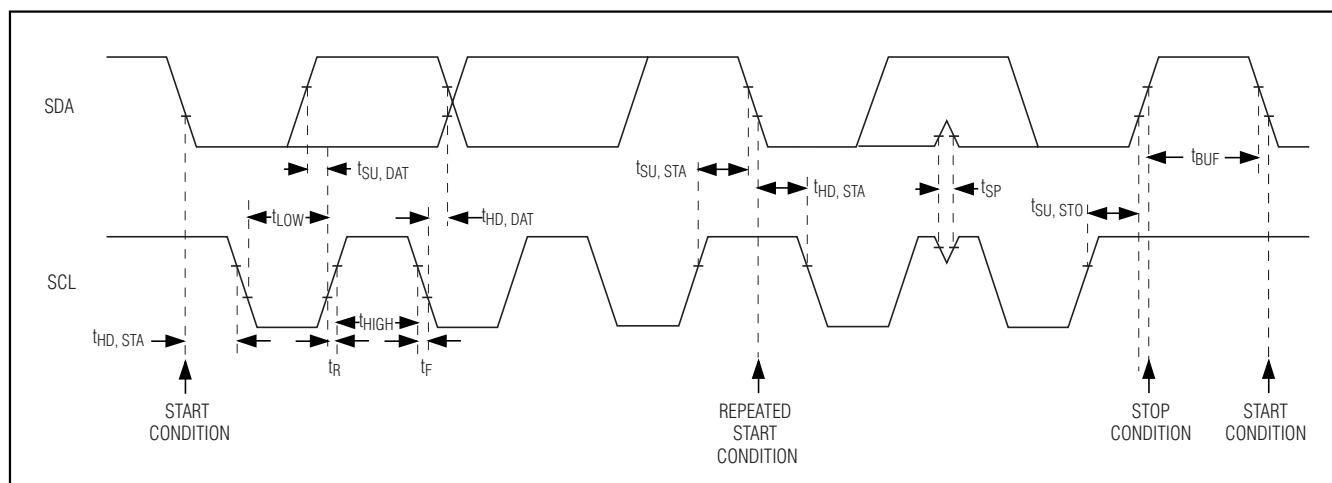 SDA
tSU, DAT
tSU, STA
tHD, STA
tSP
tBUF
tLOW
tHD, DAT
tSU, STO
SCL
tHIGH
tHD, STA
tR
tF
START
CONDITION
REPEATED
START
CONDITION
STOP
CONDITION
START
CONDITION